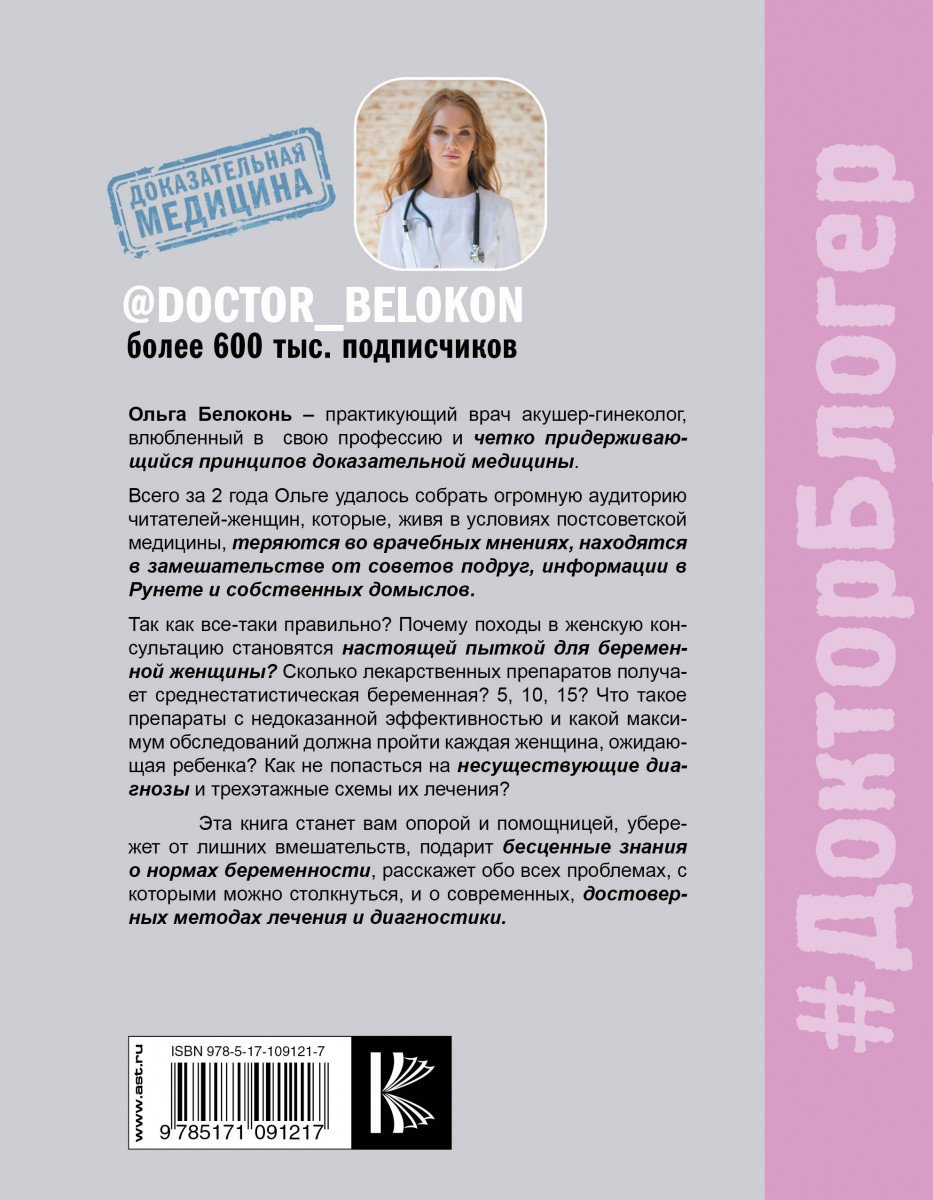 ДОКАЗАТЕЛЬНАЯ
МЕДИЦИНА
@DOCTOR_BELOKON
более 600 тыс. подписчиков
Ольга Белоконь – практикующий врач акушер-гинеколог,
влюбленный в свою профессию и четко придерживаю-
щийся принципов доказательной медицины.
Всего за 2 года Ольге удалось собрать огромную аудиторию
читателей-женщин, которые, живя в условиях постсоветской
медицины, теряются во врачебных мнениях, находятся
в замешательстве от советов подруг, информации в
Рунете и собственных домыслов.
Так как все-таки правильно? Почему походы в женскую кон-
сультацию становятся настоящей пыткой для беремен-
ной женщины? Сколько лекарственных препаратов получа-
ет среднестатистическая беременная? 5, 10, 15? Что такое
препараты с недоказанной эффективностью и какой макси-
мум обследований должна пройти каждая женщина, ожидаю-
щая ребенка? Как не попасться на несуществующие диа-
гнозы и трехэтажные схемы их лечения?
Эта книга станет вам опорой и помощницей, убере-
жет от лишних вмешательств, подарит бесценные знания
о нормах беременности, расскажет обо всех проблемах, с
которыми можно столкнуться, и о современных, достовер-
ных методах лечения и диагностики.
www.ast.ru
ISBN 978-5-17-109121-7
9 785171 091217
#ДокторБлогер